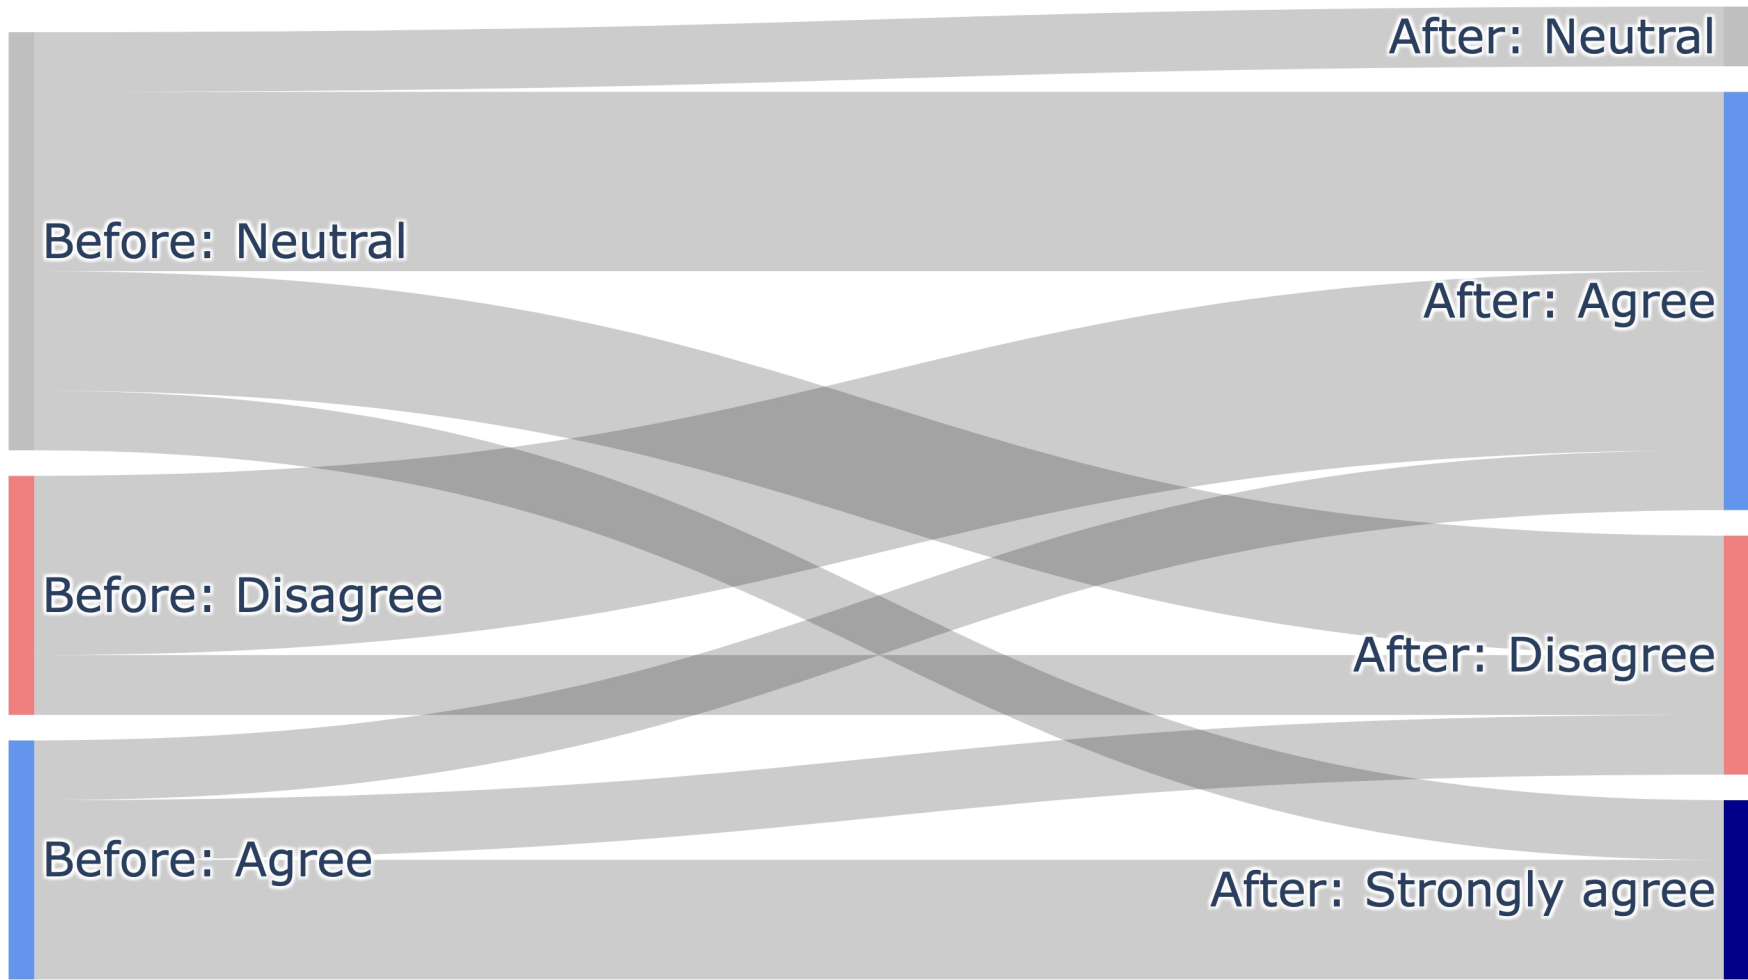 After: Neutral
Before: Neutral
After: Agree
Before: Disagree
After: Disagree
Before: Agree
After: Strongly agree